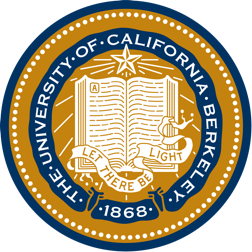 ·THE·UNIVERSITY·OF·CALIFORNIA·BERKELEY·
A
LET THERE BE LIGHT
·1868·